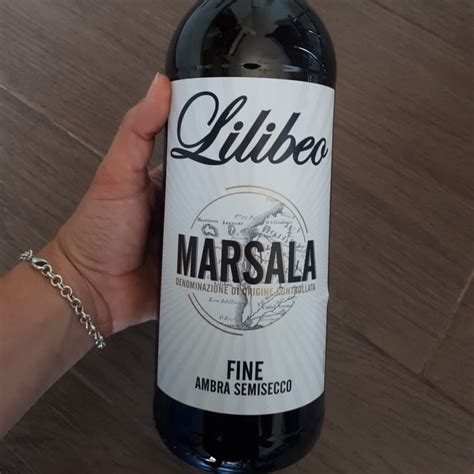 Lilibeo
MARSALA
DENOMINAZIONE DI ORIGINE CONTROLLATA
FINE
AMBRA SEMISECCO